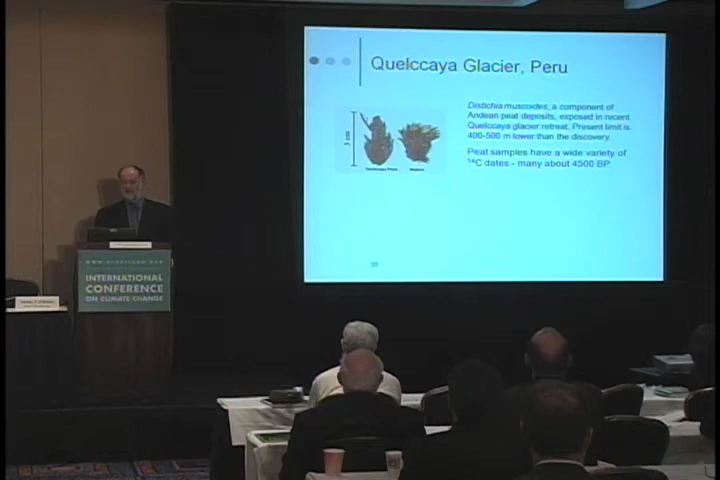 Quelccaya Glacier, Peru
Distichia muscoides, a component of
Andean peat deposits, exposed in recent
Quelccaya glacier retreat. Present limit is
400-500 m lower than the discovery.
Peat samples have a wide variety of
¹⁴C dates - many about 4500 BP.
INTERNATIONAL
CONFERENCE
ON CLIMATE CHANGE